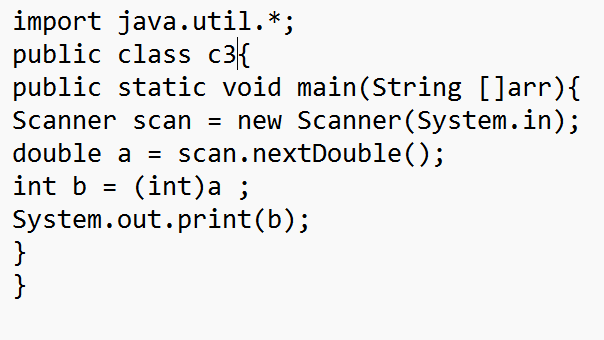 import java.util.*;
public class c3{
public static void main(String []arr){
Scanner scan = new Scanner(System.in);
double a = scan.nextDouble();
int b = (int)a ;
System.out.print(b);
}
}